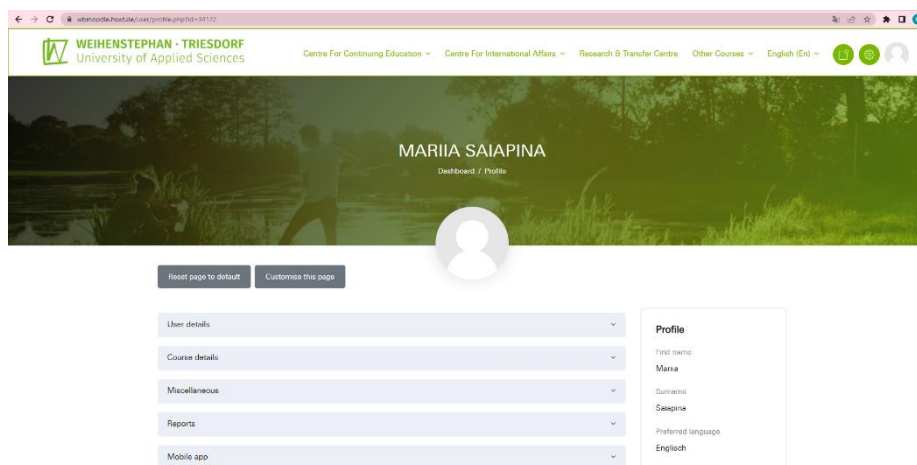 wbmoodle.hswt.de/user/profile.php?id=34172
WEIHENSTEPHAN · TRIESDORF
University of Applied Sciences
Centre For Continuing Education
Centre For International Affairs
Research & Transfer Centre
Other Courses
English (En)
MARIIA SAIAPINA
Dashboard / Profile
Reset page to default
Customise this page
User details
Course details
Miscellaneous
Reports
Mobile app
Profile
First name
Mariia
Surname
Saiapina
Preferred language
Englisch